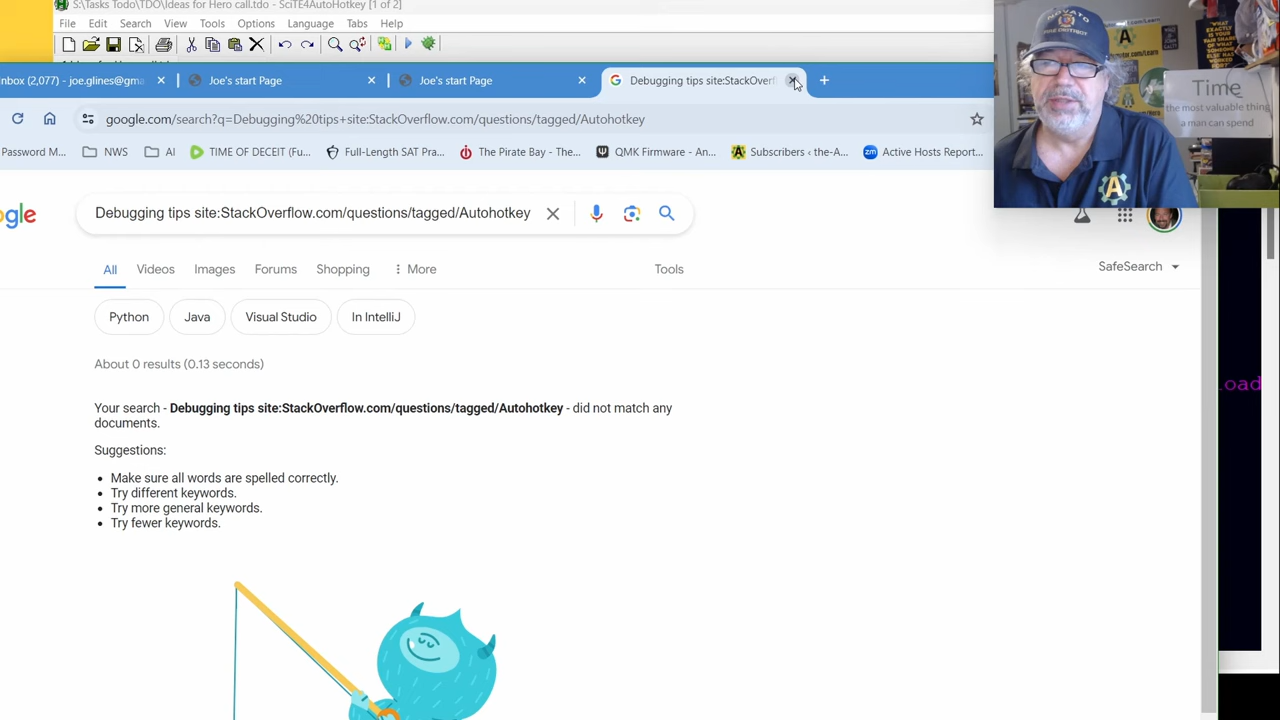 S:\Tasks Todo\TDO\Ideas for Hero call.tdo - SciTE4AutoHotkey [1 of 2]
File Edit Search View Tools Options Language Tabs Help
nbox (2,077) - joe.glines@gma
Joe's start Page
Joe's start Page
Debugging tips site:StackOverf
google.com/search?q=Debugging%20tips+site:StackOverflow.com/questions/tagged/Autohotkey
Password M...
NWS
AI
TIME OF DECEIT (Fu...
Full-Length SAT Pra...
The Pirate Bay - The...
QMK Firmware - An...
Subscribers ‹ the-A...
Active Hosts Report...
Time
the most valuable thing
a man can spend
gle
Debugging tips site:StackOverflow.com/questions/tagged/Autohotkey
All Videos Images Forums Shopping More
Tools
SafeSearch
Python Java Visual Studio In IntelliJ
About 0 results (0.13 seconds)
Your search - Debugging tips site:StackOverflow.com/questions/tagged/Autohotkey - did not match any
documents.
Suggestions:
Make sure all words are spelled correctly.
Try different keywords.
Try more general keywords.
Try fewer keywords.
oad